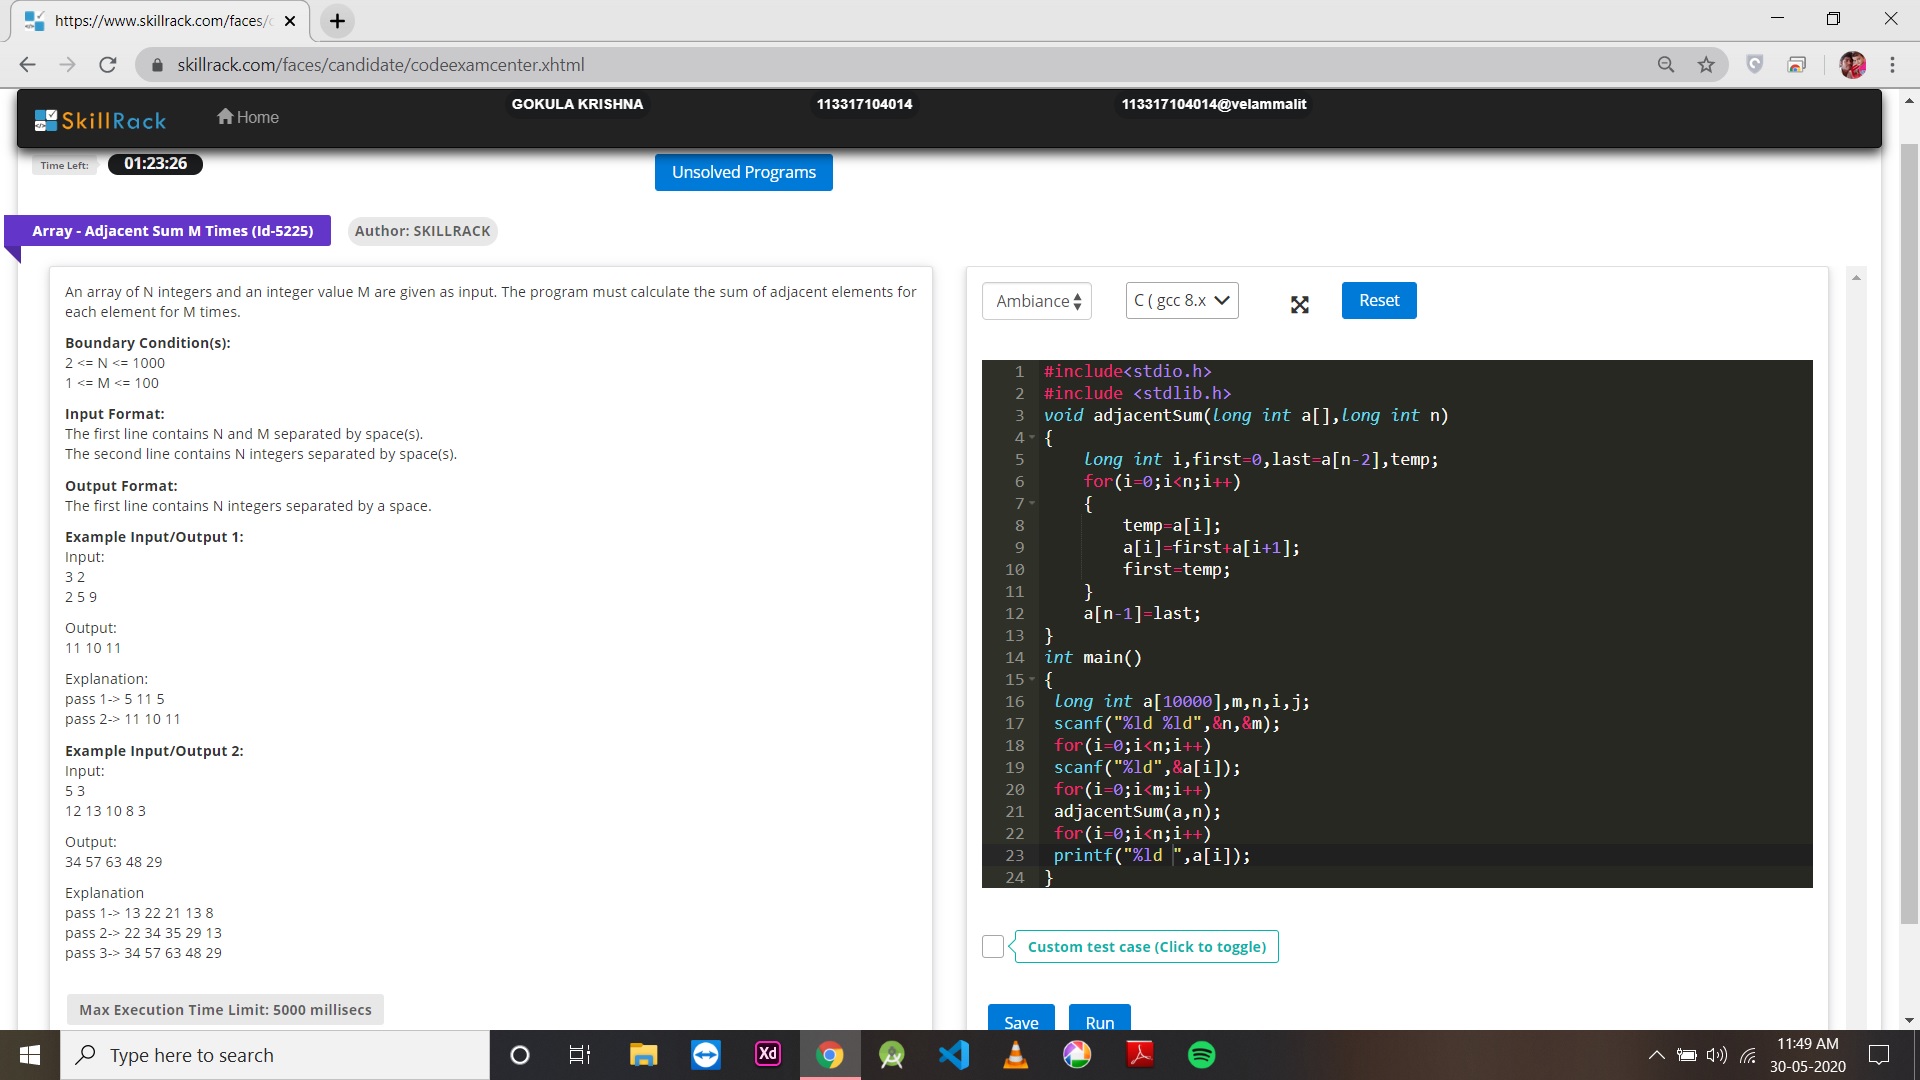 https://www.skillrack.com/faces/c
skillrack.com/faces/candidate/codeexamcenter.xhtml
SkillRack
Home
GOKULA KRISHNA
113317104014
113317104014@velammalit
Time Left:
01:23:26
Unsolved Programs
Array - Adjacent Sum M Times (Id-5225)
Author: SKILLRACK
An array of N integers and an integer value M are given as input. The program must calculate the sum of adjacent elements for
each element for M times.
Boundary Condition(s):
2 <= N <= 1000
1 <= M <= 100
Input Format:
The first line contains N and M separated by space(s).
The second line contains N integers separated by space(s).
Output Format:
The first line contains N integers separated by a space.
Example Input/Output 1:
Input:
3 2
2 5 9
Output:
11 10 11
Explanation:
pass 1-> 5 11 5
pass 2-> 11 10 11
Example Input/Output 2:
Input:
5 3
12 13 10 8 3
Output:
34 57 63 48 29
Explanation
pass 1-> 13 22 21 13 8
pass 2-> 22 34 35 29 13
pass 3-> 34 57 63 48 29
Max Execution Time Limit: 5000 millisecs
Ambiance
C ( gcc 8.x
Reset
1 #include<stdio.h>
2 #include <stdlib.h>
3 void adjacentSum(long int a[],long int n)
4 {
5 long int i,first=0,last=a[n-2],temp;
6 for(i=0;i<n;i++)
7 {
8 temp=a[i];
9 a[i]=first+a[i+1];
10 first=temp;
11 }
12 a[n-1]=last;
13 }
14 int main()
15 {
16 long int a[10000],m,n,i,j;
17 scanf("%ld %ld",&n,&m);
18 for(i=0;i<n;i++)
19 scanf("%ld",&a[i]);
20 for(i=0;i<m;i++)
21 adjacentSum(a,n);
22 for(i=0;i<n;i++)
23 printf("%ld ",a[i]);
24 }
Custom test case (Click to toggle)
Save
Run
Type here to search
Xd
11:49 AM
30-05-2020